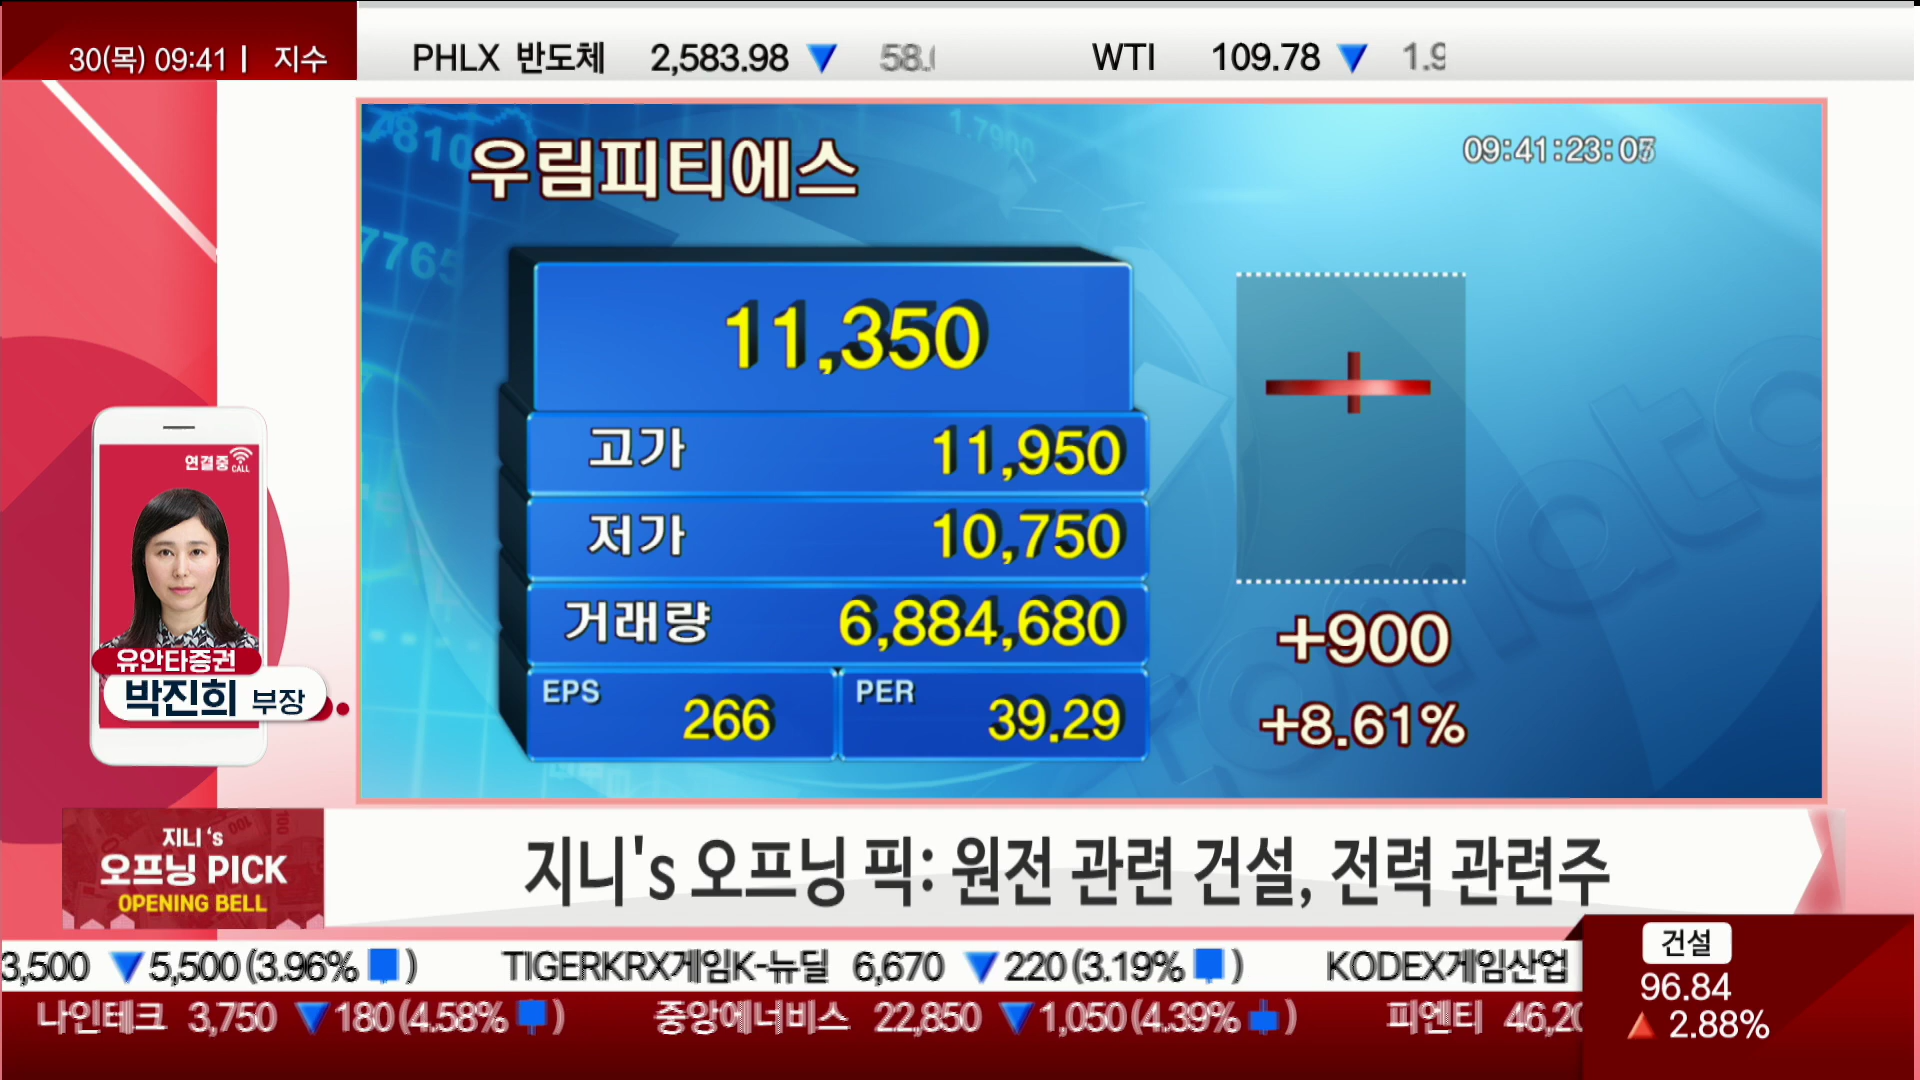 30(목) 09:41 | 지수
PHLX 반도체 2,583.98 ▼
WTI 109.78 ▼
우림피티에스
09:41:23
11,350
고가 11,950
저가 10,750
거래량 6,884,680
EPS 266
PER 39.29
+900
+8.61%
연결중
CALL
유안타증권
박진희 부장
지니's
오프닝 PICK
OPENING BELL
지니's 오프닝 픽: 원전 관련 건설, 전력 관련주
3,500 ▼5,500(3.96%) TIGERKRX게임K-뉴딜 6,670 ▼220(3.19%) KODEX게임산업
나인테크 3,750 ▼180(4.58%) 중앙에너비스 22,850 ▼1,050(4.39%) 피엔티 46,20
건설
96.84
▲ 2.88%
tomato